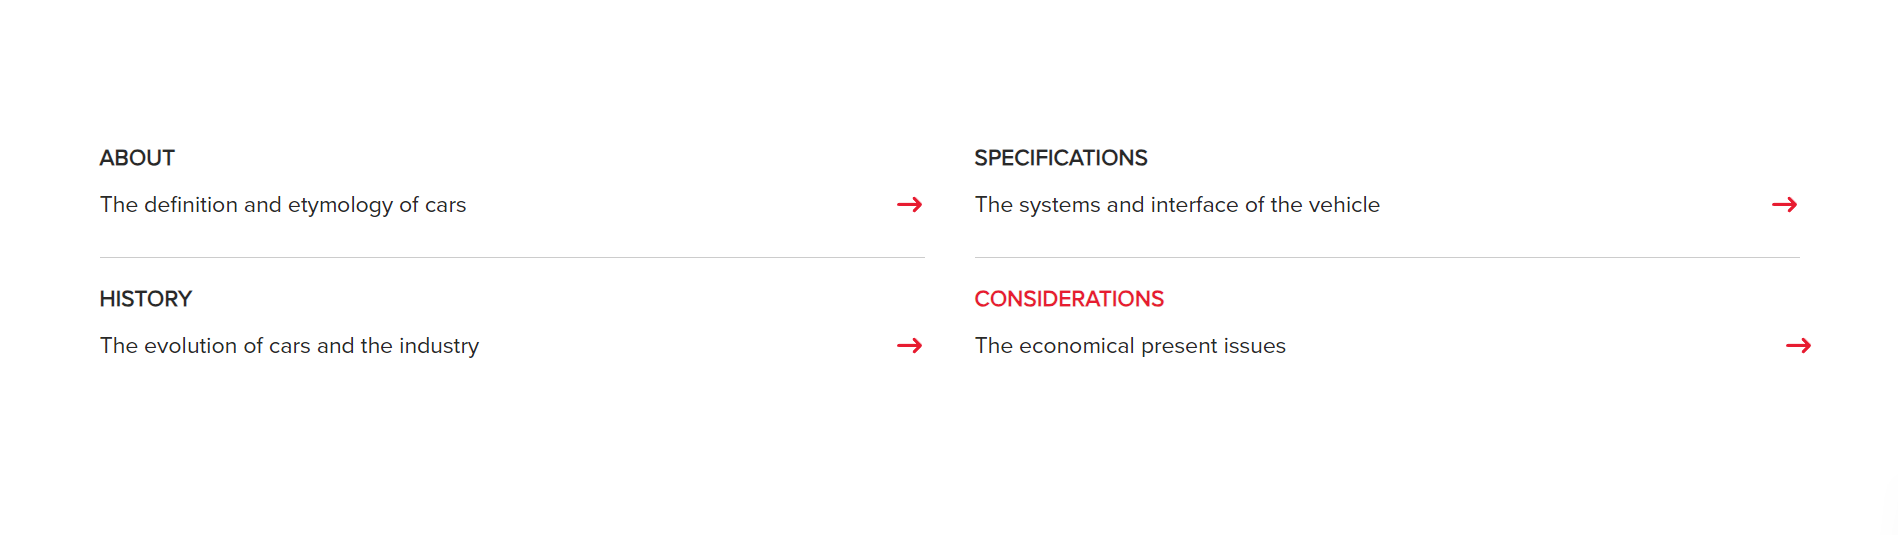 ABOUT
The definition and etymology of cars
SPECIFICATIONS
The systems and interface of the vehicle
HISTORY
The evolution of cars and the industry
CONSIDERATIONS
The economical present issues